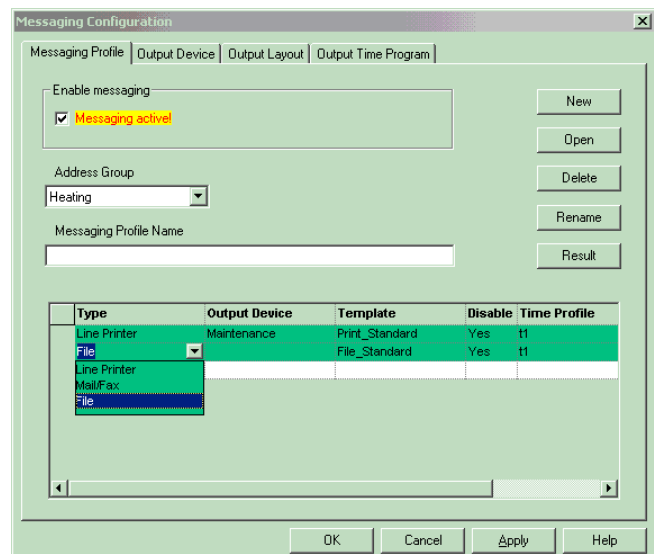 Messaging Configuration
Messaging Profile Output Device Output Layout Output Time Program
Enable messaging
Messaging active!
New
Open
Address Group
Delete
Heating
Rename
Messaging Profile Name
Result
Type Output Device Template Disable Time Profile
Line Printer Maintenance Print_Standard Yes t1
File File_Standard Yes t1
Line Printer
Mail/Fax
File
OK Cancel Apply Help